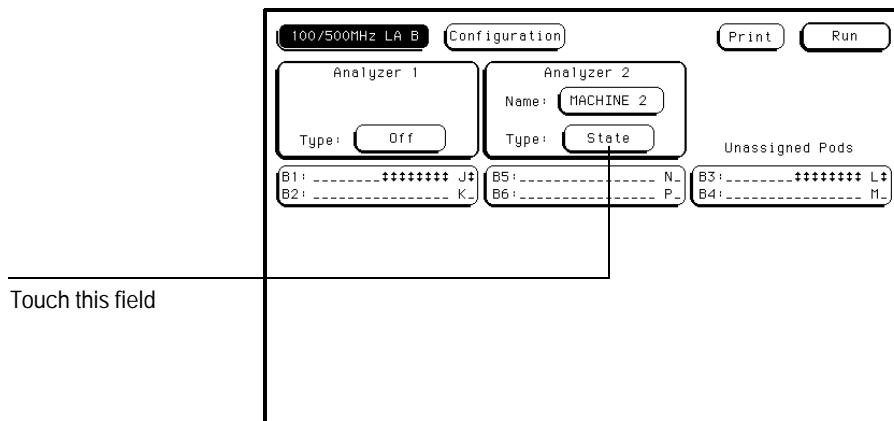 100/500MHz LA B Configuration Print Run
Analyzer 1
Type: Off
Analyzer 2
Name: MACHINE 2
Type: State
Unassigned Pods
B1: ________‡‡‡‡‡‡‡‡ J‡
B2: ________________ K_
B5: ________________ N_
B6: ________________ P_
B3: ________‡‡‡‡‡‡‡‡ L‡
B4: ________________ M_
Touch this field